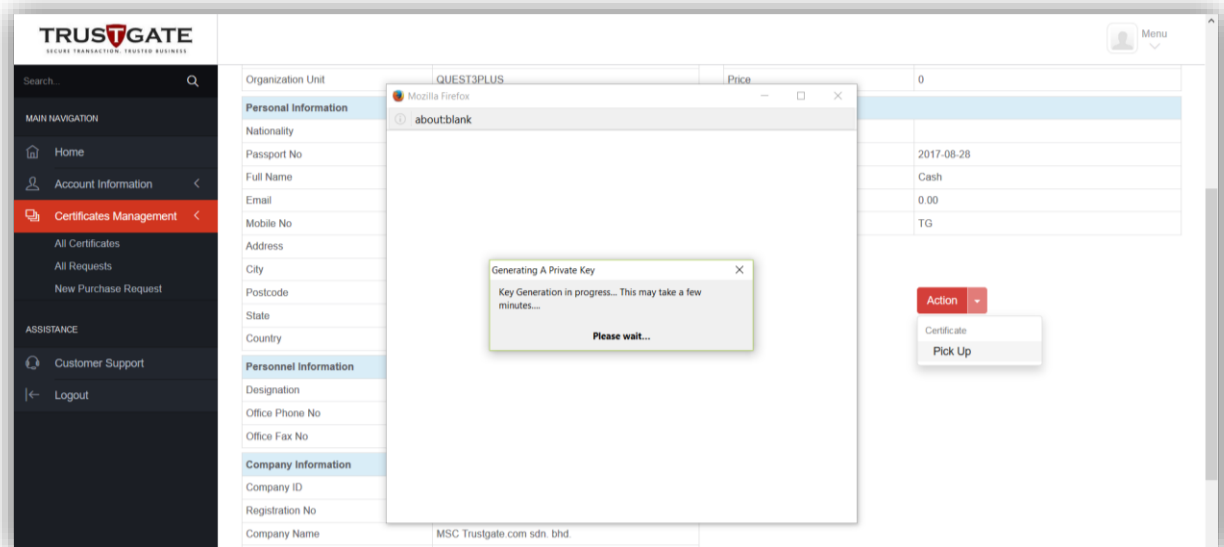 TRUSTGATE
SECURE TRANSACTION. TRUSTED BUSINESS
Menu
Search...
MAIN NAVIGATION
Home
Account Information
Certificates Management
All Certificates
All Requests
New Purchase Request
ASSISTANCE
Customer Support
Logout
Organization Unit QUEST3PLUS
Personal Information
Nationality
Passport No
Full Name
Email
Mobile No
Address
City
Postcode
State
Country
Personnel Information
Designation
Office Phone No
Office Fax No
Company Information
Company ID
Registration No
Company Name MSC Trustgate.com sdn. bhd.
Mozilla Firefox
about:blank
Generating A Private Key
Key Generation in progress... This may take a few
minutes....
Please wait...
Price 0
2017-08-28
Cash
0.00
TG
Action
Certificate
Pick Up